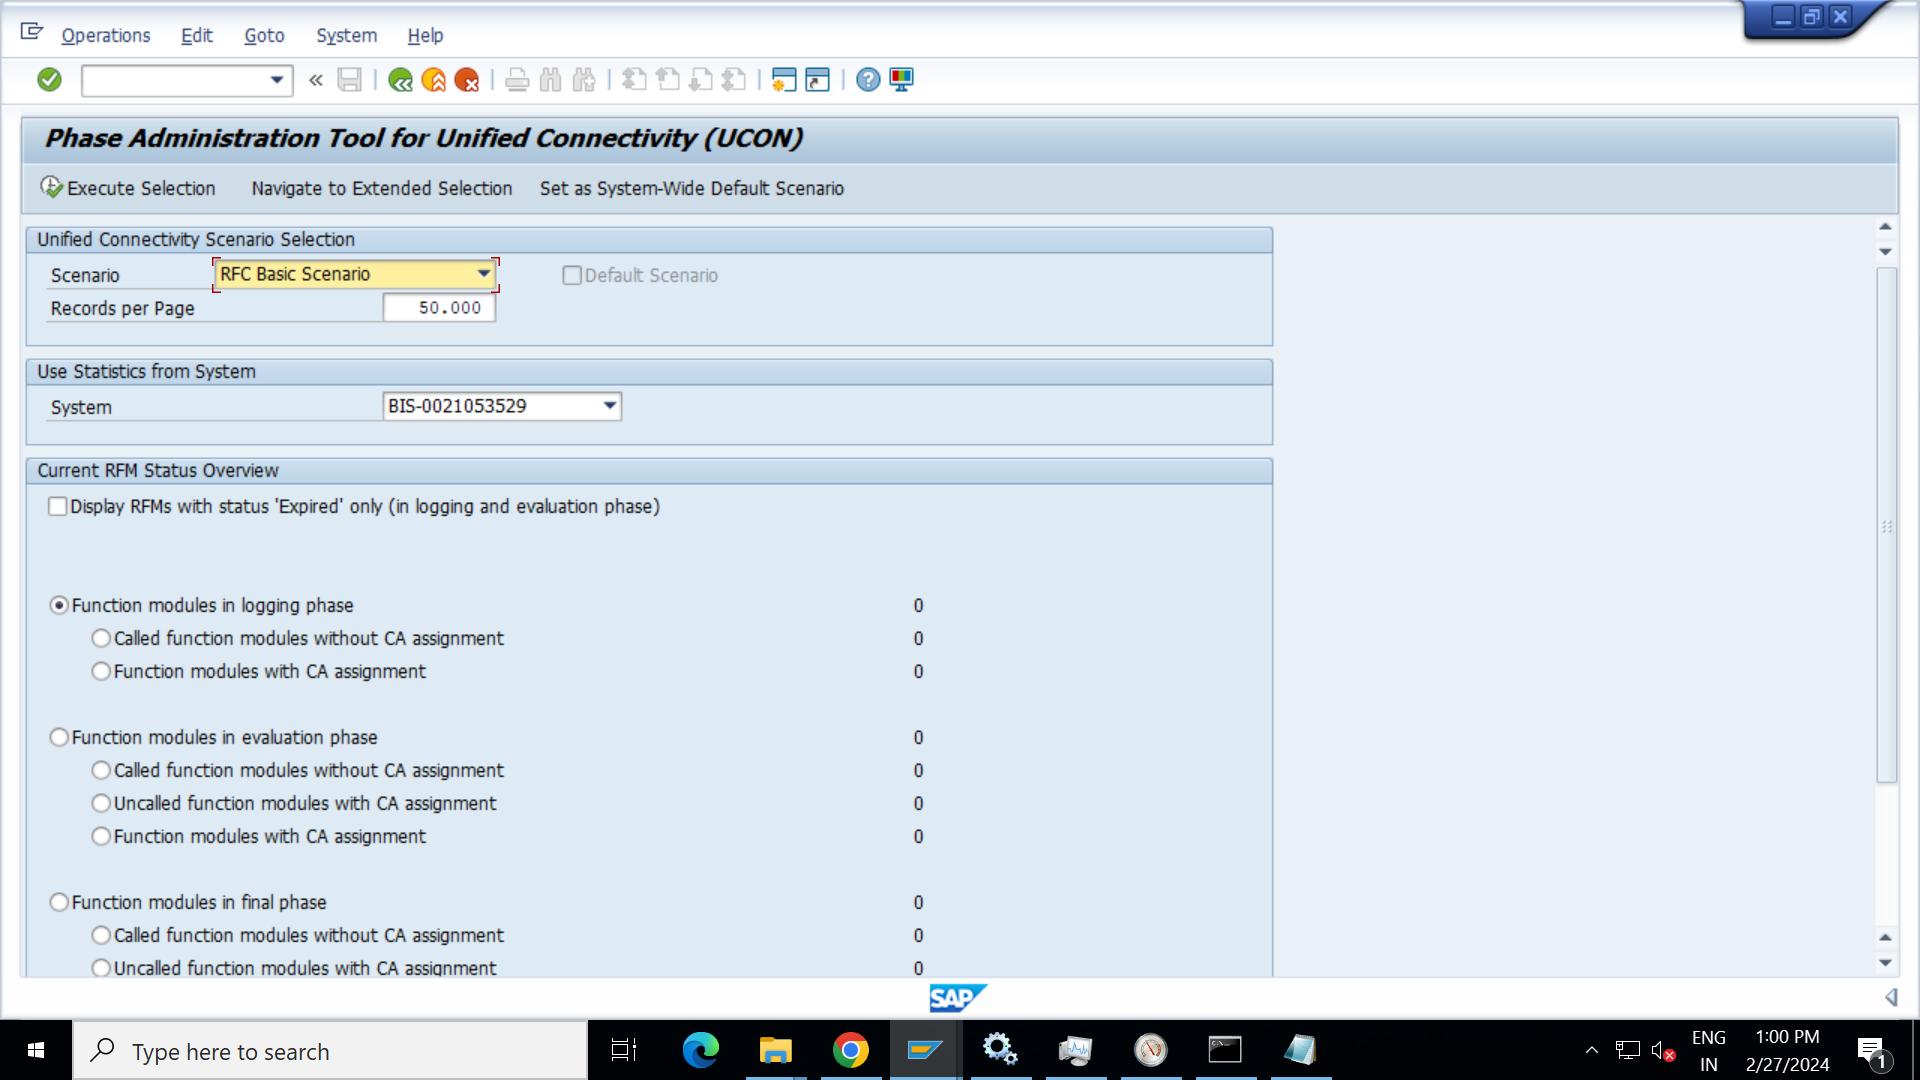 Operations Edit Goto System Help
Phase Administration Tool for Unified Connectivity (UCON)
Execute Selection Navigate to Extended Selection Set as System-Wide Default Scenario
Unified Connectivity Scenario Selection
Scenario RFC Basic Scenario Default Scenario
Records per Page 50.000
Use Statistics from System
System BIS-0021053529
Current RFM Status Overview
Display RFMs with status 'Expired' only (in logging and evaluation phase)
Function modules in logging phase 0
Called function modules without CA assignment 0
Function modules with CA assignment 0
Function modules in evaluation phase 0
Called function modules without CA assignment 0
Uncalled function modules with CA assignment 0
Function modules with CA assignment 0
Function modules in final phase 0
Called function modules without CA assignment 0
Uncalled function modules with CA assignment 0
SAP
Type here to search
ENG
IN
1:00 PM
2/27/2024
1